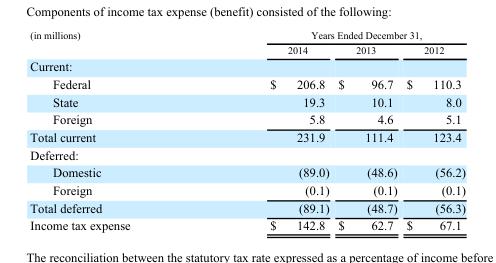 Components of income tax expense (benefit) consisted of the following:
(in millions) Years Ended December 31,
2014 2013 2012
Current:
Federal $ 206.8 $ 96.7 $ 110.3
State 19.3 10.1 8.0
Foreign 5.8 4.6 5.1
Total current 231.9 111.4 123.4
Deferred:
Domestic (89.0) (48.6) (56.2)
Foreign (0.1) (0.1) (0.1)
Total deferred (89.1) (48.7) (56.3)
Income tax expense $ 142.8 $ 62.7 $ 67.1
The reconciliation between the statutory tax rate expressed as a percentage of income before